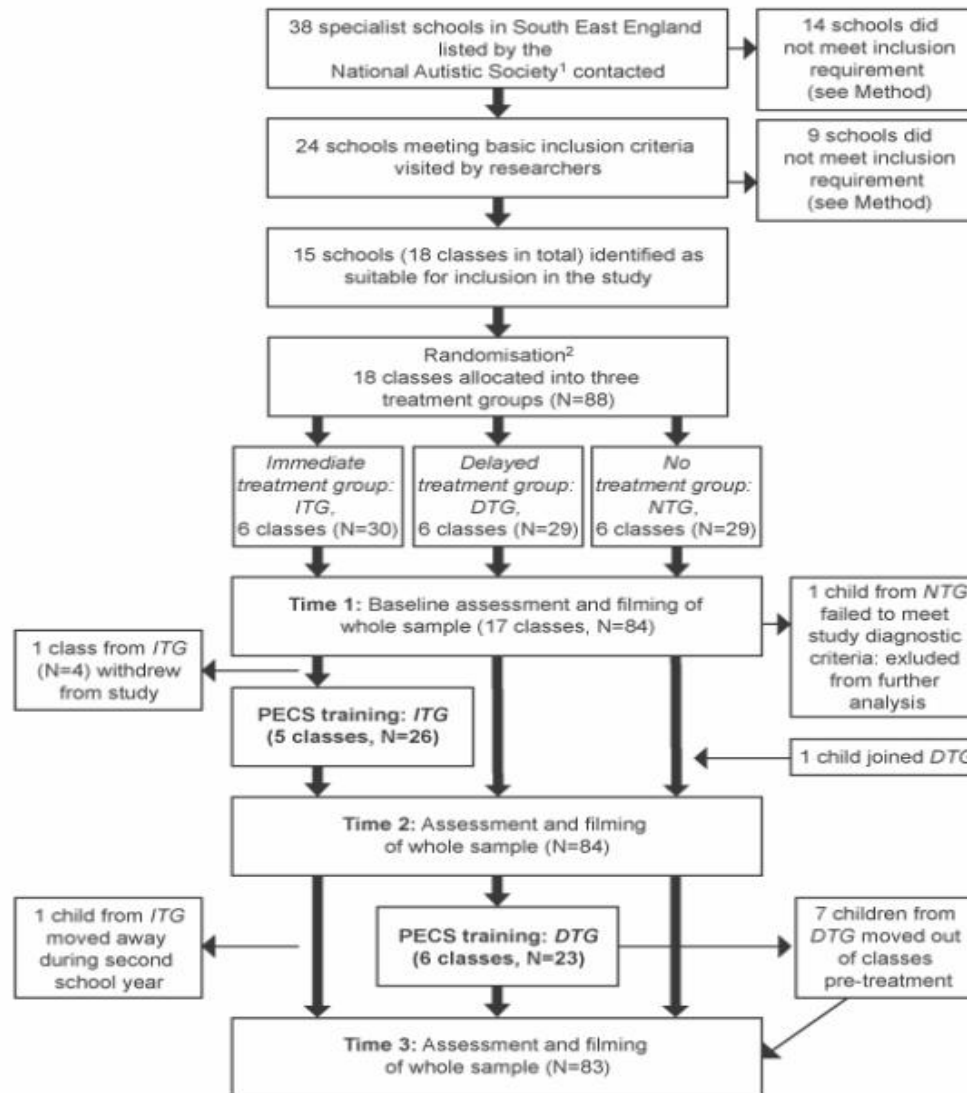 38 specialist schools in South East England
listed by the
National Autistic Society¹ contacted
14 schools did
not meet inclusion
requirement
(see Method)
24 schools meeting basic inclusion criteria
visited by researchers
9 schools did
not meet inclusion
requirement
(see Method)
15 schools (18 classes in total) identified as
suitable for inclusion in the study
Randomisation²
18 classes allocated into three
treatment groups (N=88)
Immediate
treatment group:
ITG,
6 classes (N=30)
Delayed
treatment group:
DTG,
6 classes (N=29)
No
treatment group:
NTG,
6 classes (N=29)
Time 1: Baseline assessment and filming of
whole sample (17 classes, N=84)
1 child from NTG
failed to meet
study diagnostic
criteria: exluded
from further
analysis
1 class from ITG
(N=4) withdrew
from study
PECS training: ITG
(5 classes, N=26)
1 child joined DTG
Time 2: Assessment and filming
of whole sample (N=84)
1 child from ITG
moved away
during second
school year
PECS training: DTG
(6 classes, N=23)
7 children from
DTG moved out
of classes
pre-treatment
Time 3: Assessment and filming
of whole sample (N=83)